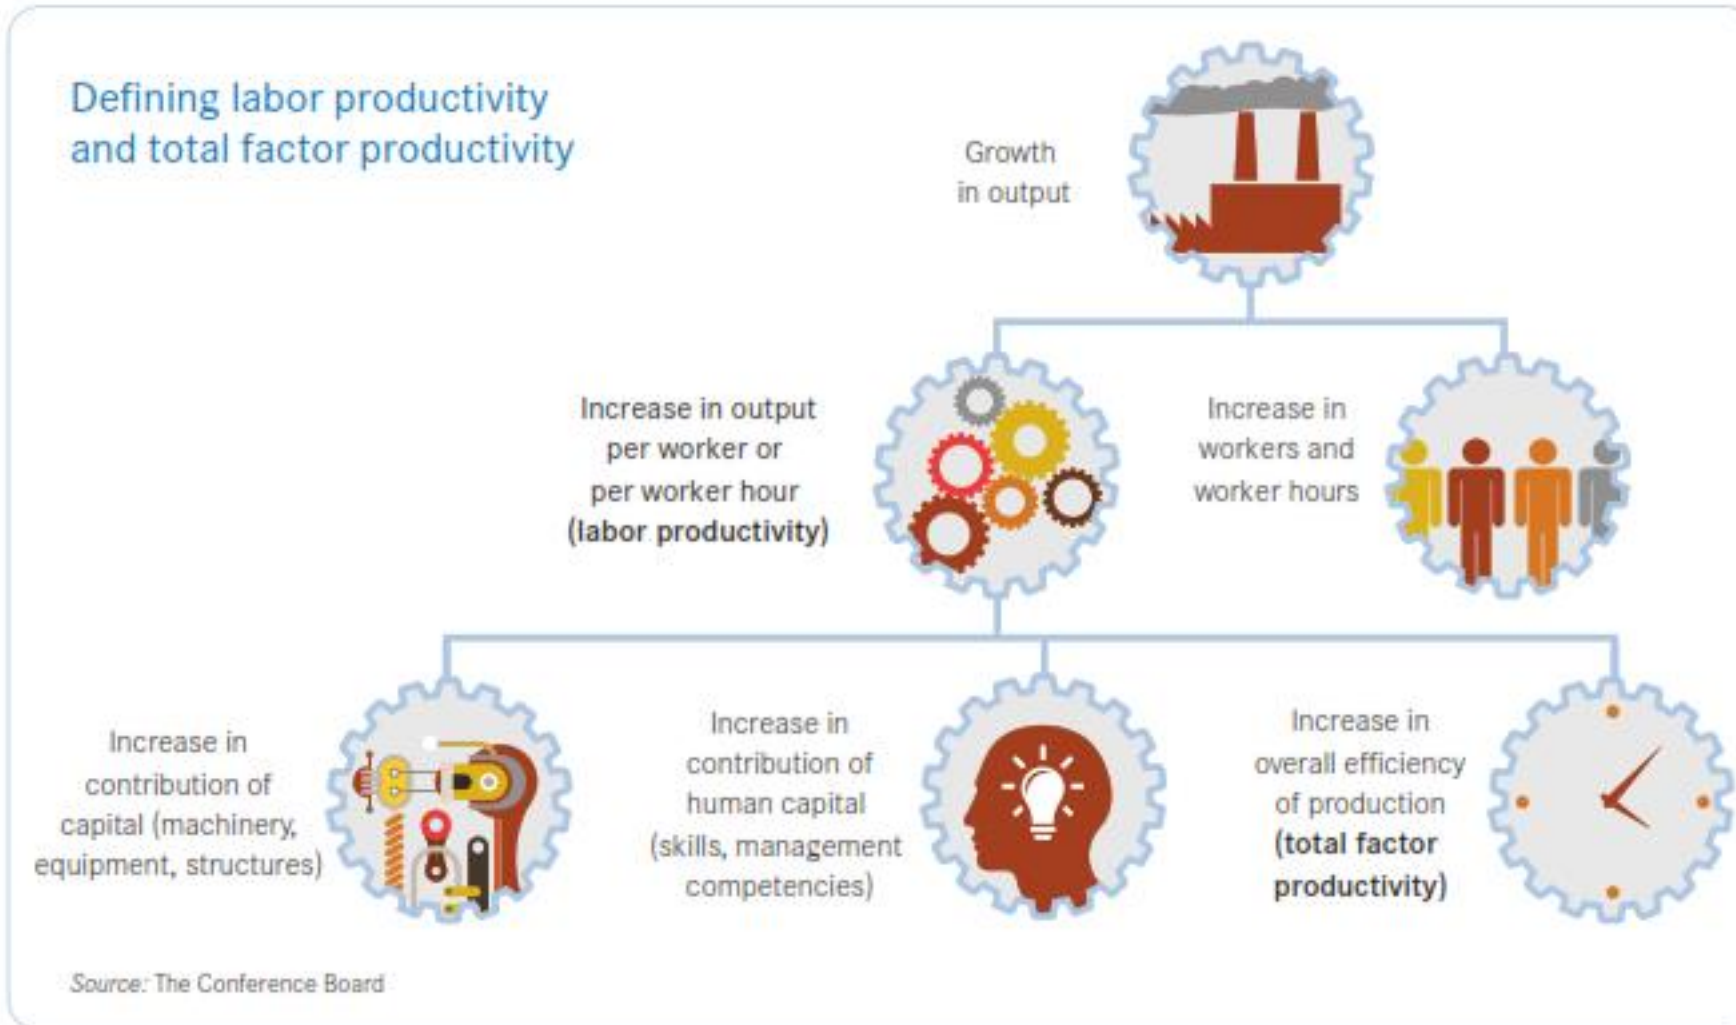 Defining labor productivity
and total factor productivity
Growth
in output
Increase in output
per worker or
per worker hour
(labor productivity)
Increase in
workers and
worker hours
Increase in
contribution of
capital (machinery,
equipment, structures)
Increase in
contribution of
human capital
(skills, management
competencies)
Increase in
overall efficiency
of production
(total factor
productivity)
Source: The Conference Board